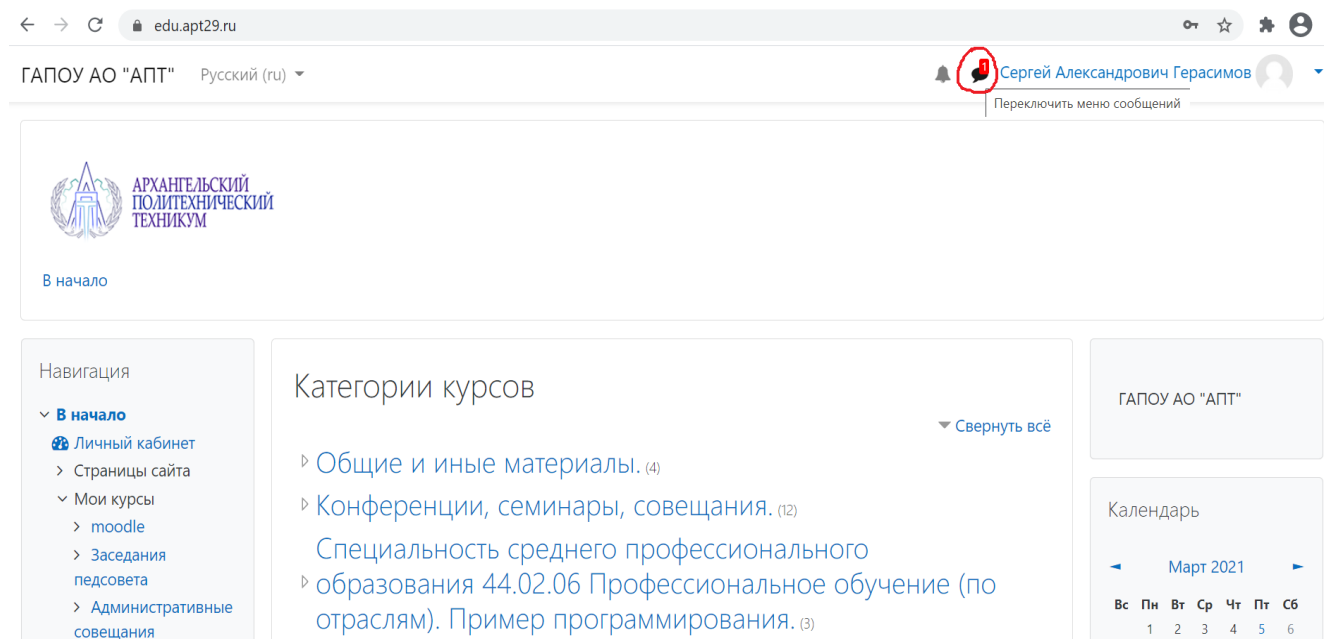 edu.apt29.ru
ГАПОУ АО "АПТ" Русский (ru) 1 Сергей Александрович Герасимов
Переключить меню сообщений
АРХАНГЕЛЬСКИЙ
ПОЛИТЕХНИЧЕСКИЙ
ТЕХНИКУМ
В начало
Навигация
В начало
Личный кабинет
Страницы сайта
Мои курсы
moodle
Заседания
педсовета
Административные
совещания
Категории курсов
Свернуть всё
Общие и иные материалы. (4)
Конференции, семинары, совещания. (12)
Специальность среднего профессионального
образования 44.02.06 Профессиональное обучение (по
отраслям). Пример программирования. (3)
ГАПОУ АО "АПТ"
Календарь
Март 2021
Вс Пн Вт Ср Чт Пт Сб
1 2 3 4 5 6